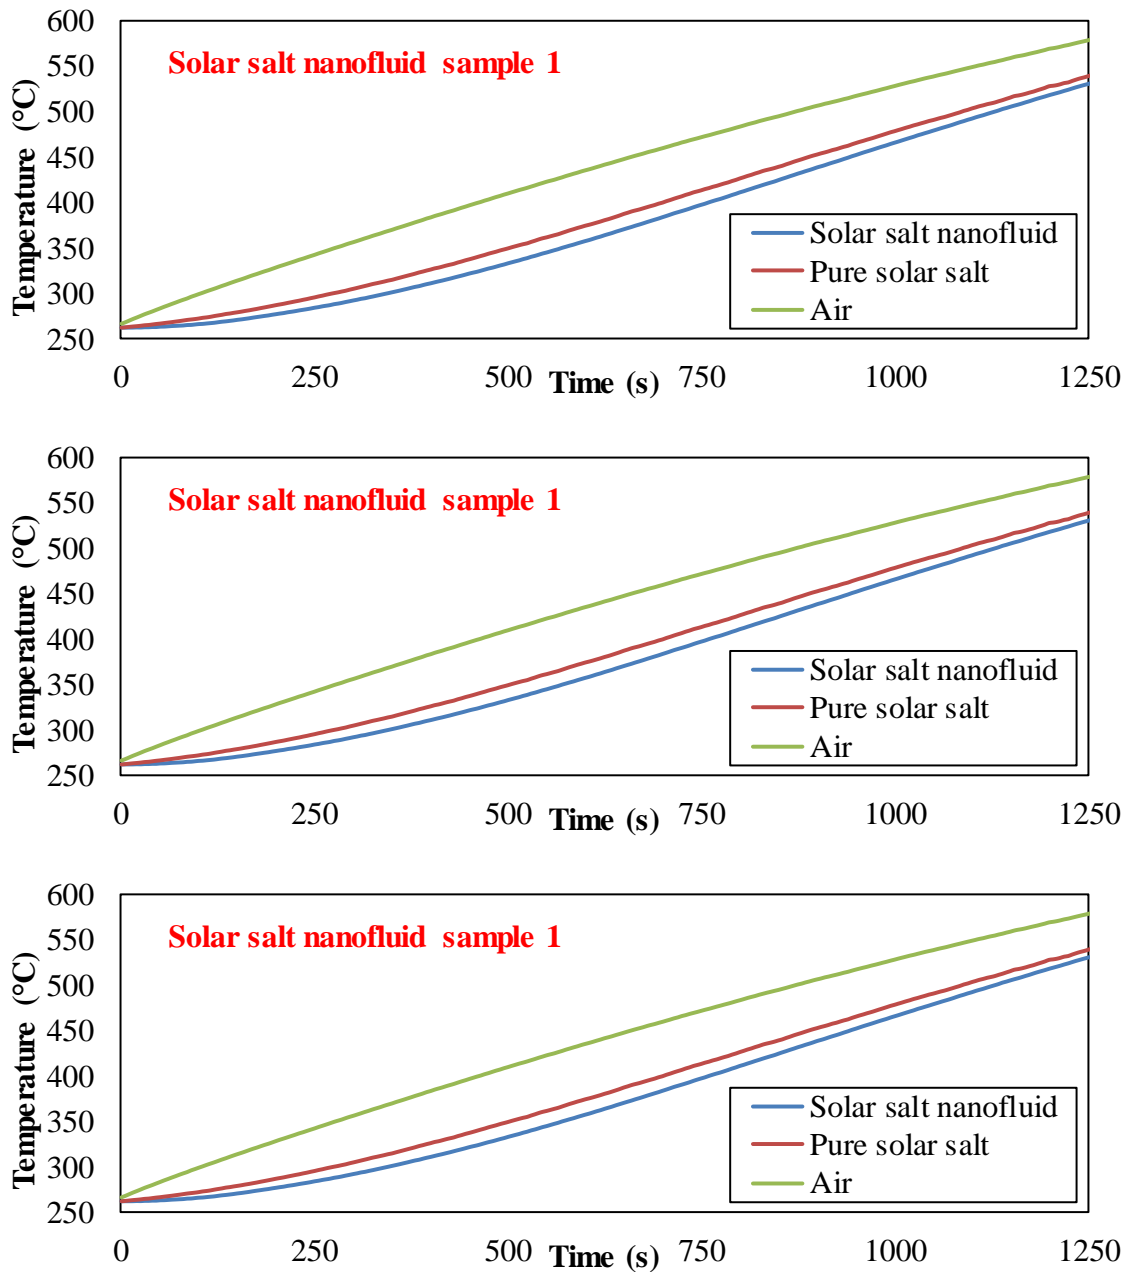 600
Solar salt nanofluid sample 1
550
500
450
400
350
300
250
Temperature (°C)
Solar salt nanofluid
Pure solar salt
Air
0 250 500 750 1000 1250
Time (s)
600
Solar salt nanofluid sample 1
550
500
450
400
350
300
250
Temperature (°C)
Solar salt nanofluid
Pure solar salt
Air
0 250 500 750 1000 1250
Time (s)
600
Solar salt nanofluid sample 1
550
500
450
400
350
300
250
Temperature (°C)
Solar salt nanofluid
Pure solar salt
Air
0 250 500 750 1000 1250
Time (s)